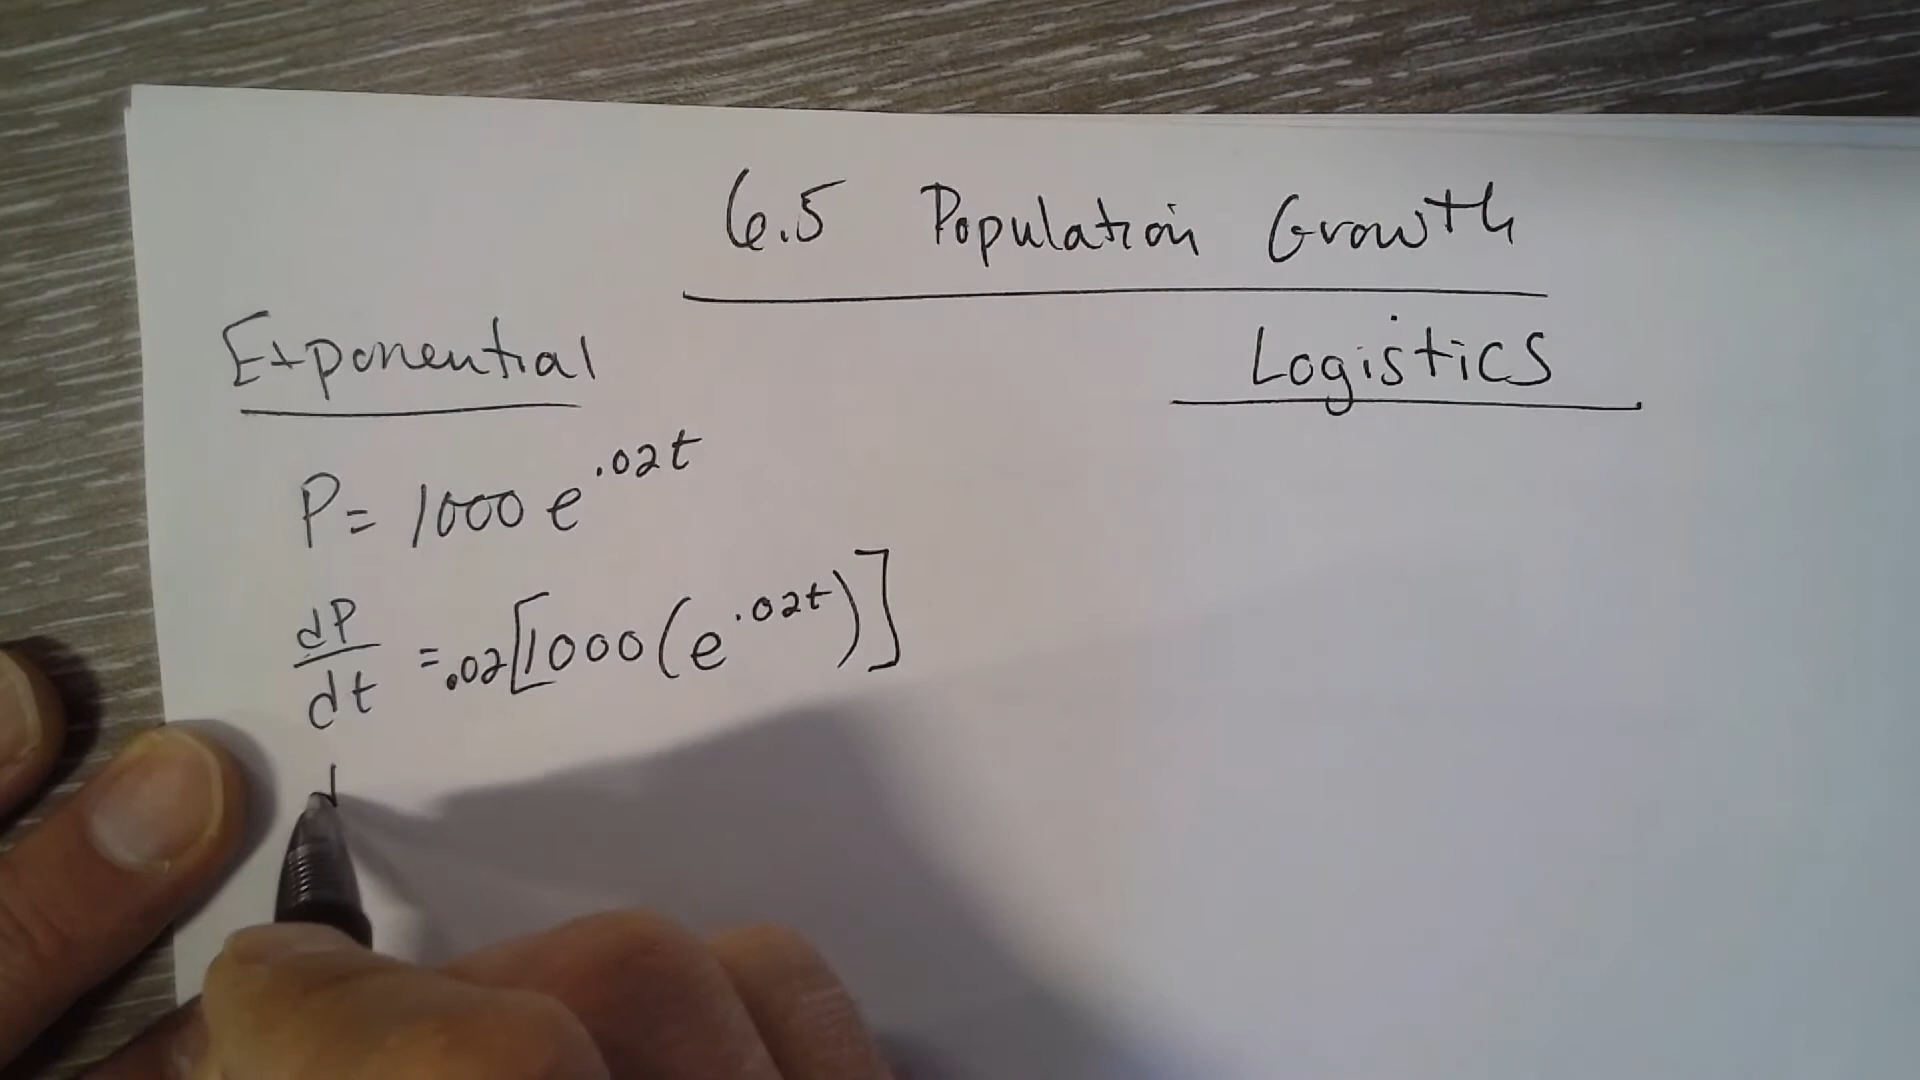 6.5 Population Growth
Exponential
Logistics
P = 1000 e^.02t
dP/dt = .02[1000(e^.02t)]
d